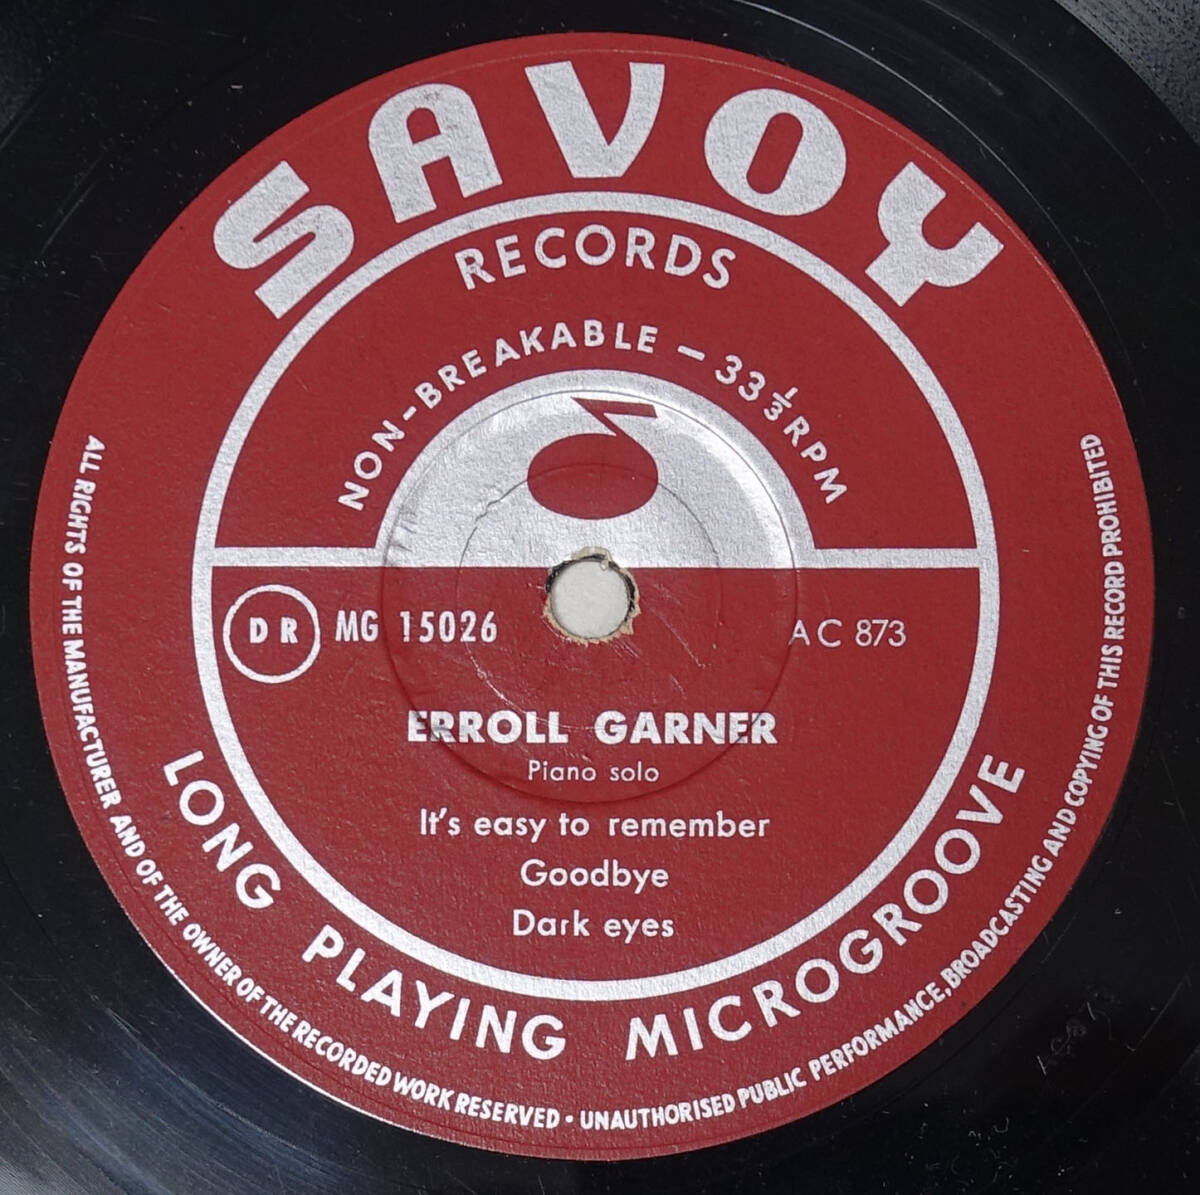 SAVOY
RECORDS
NON-BREAKABLE - 33 1/3 RPM
DR MG 15026 AC 873
ERROLL GARNER
Piano solo
It's easy to remember
Goodbye
Dark eyes
LONG PLAYING MICROGROOVE
ALL RIGHTS OF THE MANUFACTURER AND OF THE OWNER OF THE RECORDED WORK RESERVED • UNAUTHORISED PUBLIC PERFORMANCE, BROADCASTING AND COPYING OF THIS RECORD PROHIBITED